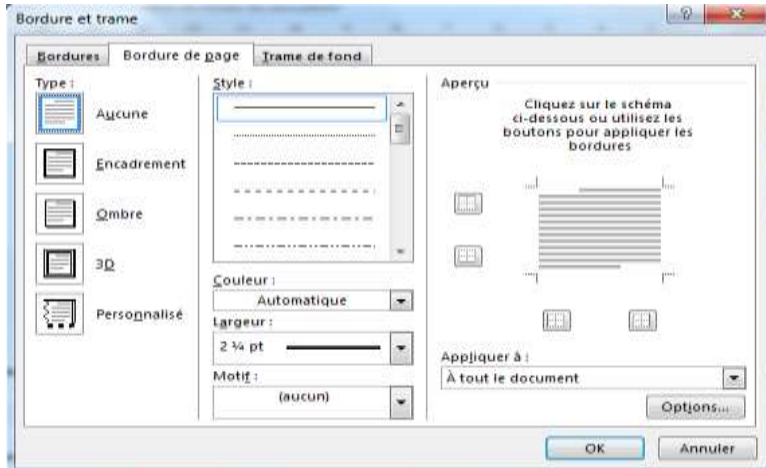 Bordure et trame
Bordures
Bordure de page
Trame de fond
Type :
Aucune
Encadrement
Ombre
3D
Personnalisé
Style :
Couleur :
Automatique
Largeur :
2 ¼ pt
Motif :
(aucun)
Aperçu
Cliquez sur le schéma
ci-dessous ou utilisez les
boutons pour appliquer les
bordures
Appliquer à :
À tout le document
Options...
OK
Annuler